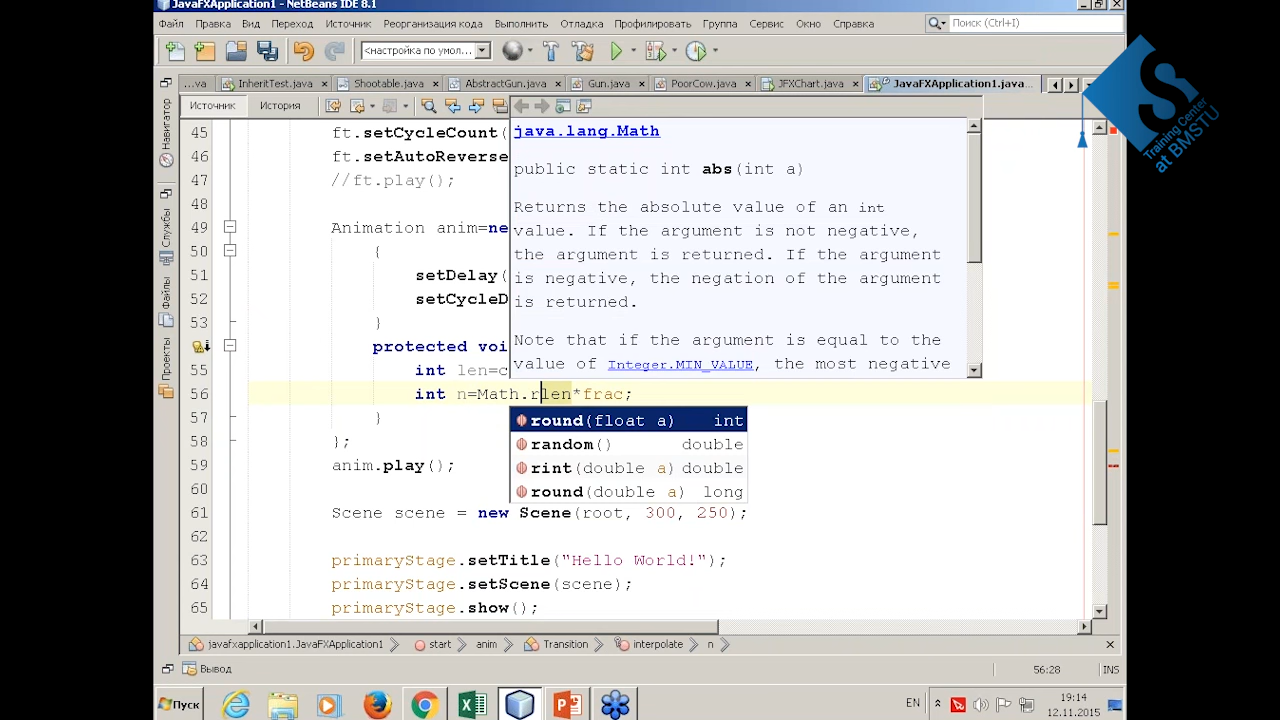 JavaFXApplication1 - NetBeans IDE 8.1
Файл Правка Вид Переход Источник Реорганизация кода Выполнить Отладка Профилировать Группа Сервис Окно Справка
Поиск (Ctrl+I)
<настройка по умол...
...va InheritTest.java Shootable.java AbstractGun.java Gun.java PoorCow.java JFXChart.java JavaFXApplication1.java
Источник История
Навигатор
Службы
Файлы
Проекты
java.lang.Math
public static int abs(int a)
Returns the absolute value of an int
value. If the argument is not negative,
the argument is returned. If the argument
is negative, the negation of the argument
is returned.
Note that if the argument is equal to the
value of Integer.MIN_VALUE, the most negative
45 ft.setCycleCount(
46 ft.setAutoReverse
47 //ft.play();
48
49 Animation anim=ne
50 {
51 setDelay(
52 setCycleD
53 }
protected voi
55 int len=c
56 int n=Math.rlen*frac;
57 }
58 };
59 anim.play();
60
61 Scene scene = new Scene(root, 300, 250);
62
63 primaryStage.setTitle("Hello World!");
64 primaryStage.setScene(scene);
65 primaryStage.show();
round(float a) int
random() double
rint(double a) double
round(double a) long
javafxapplication1.JavaFXApplication1 start anim Transition interpolate n
Вывод
56:28 INS
Пуск
EN
19:14
12.11.2015
Training Center
at BMSTU